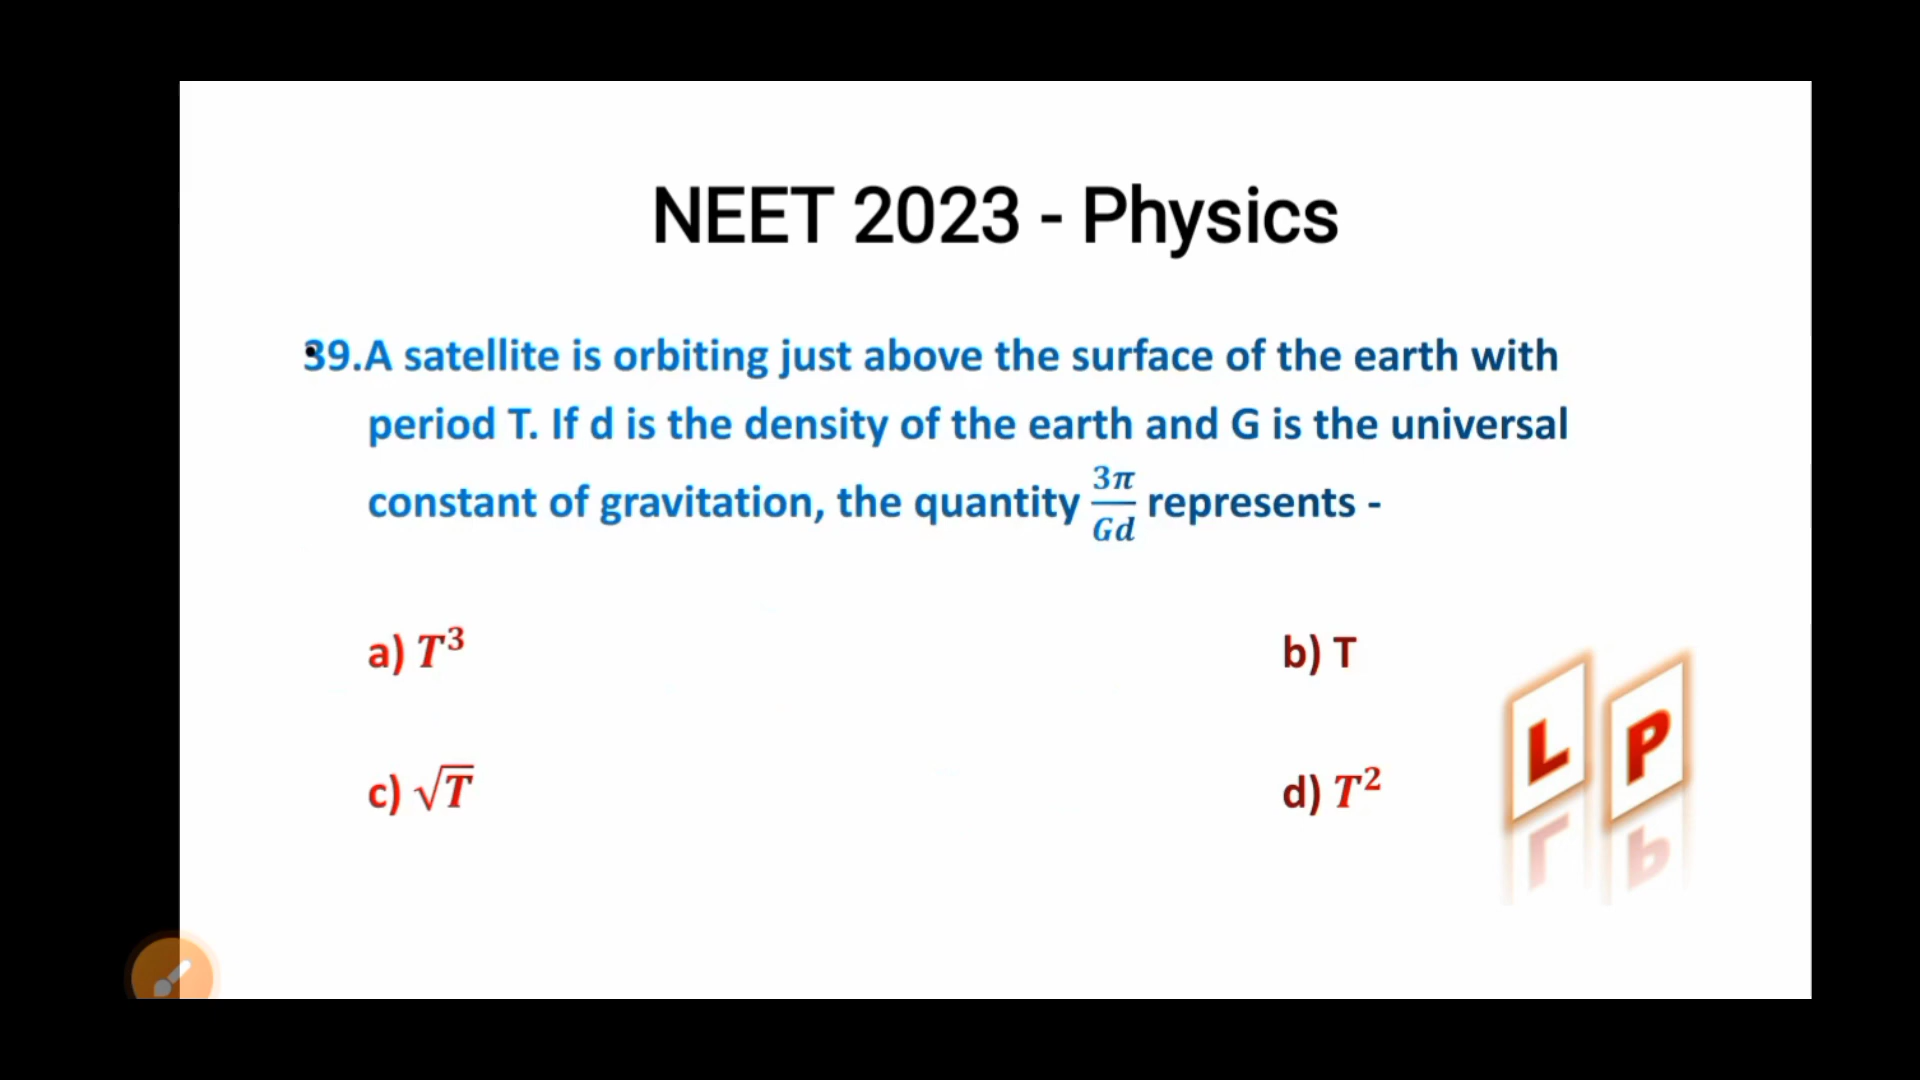 NEET 2023 - Physics
39.A satellite is orbiting just above the surface of the earth with
period T. If d is the density of the earth and G is the universal
constant of gravitation, the quantity 3π/Gd represents -
a) T³ b) T
c) √T d) T²
L P